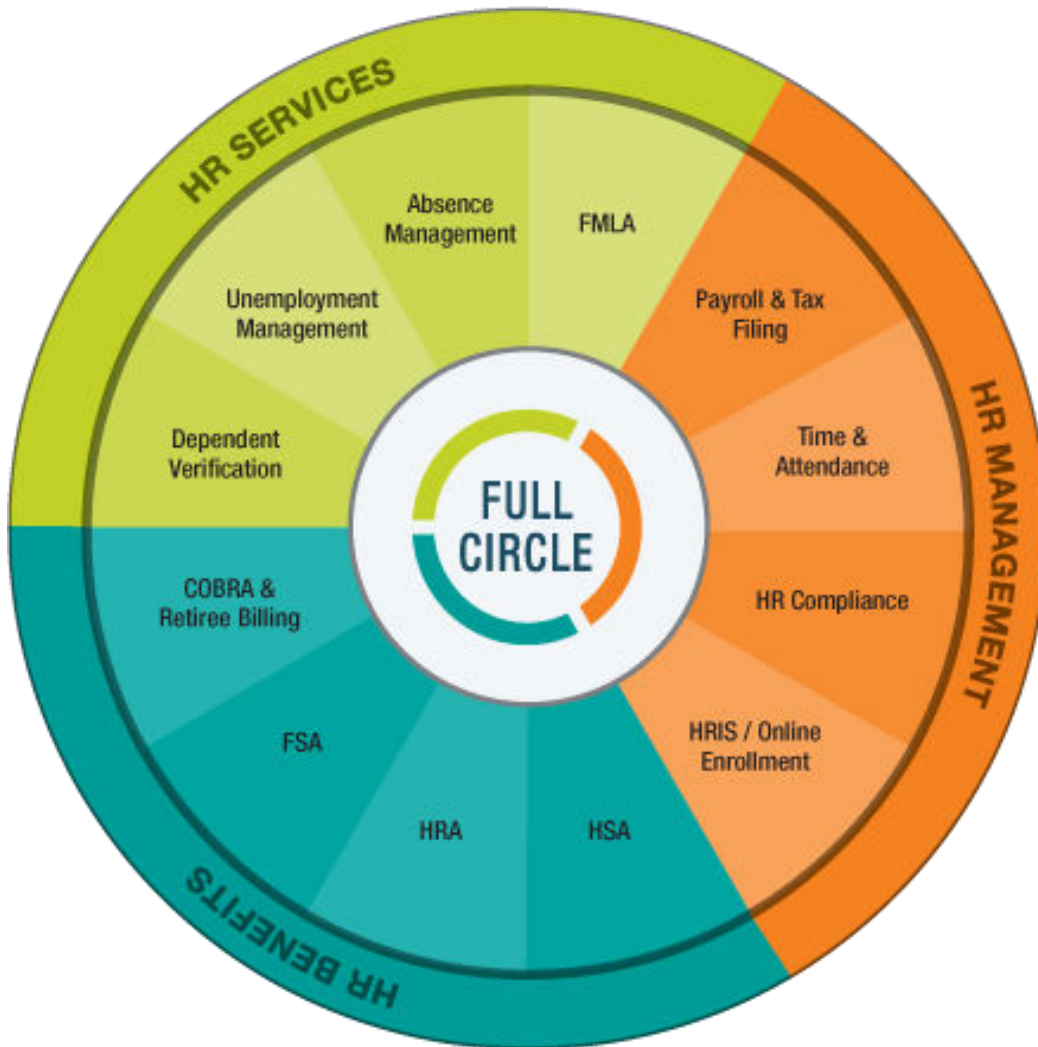 HR SERVICES
Absence
Management
FMLA
Unemployment
Management
Dependent
Verification
HR MANAGEMENT
Payroll & Tax
Filing
Time &
Attendance
HR Compliance
HRIS / Online
Enrollment
FULL
CIRCLE
COBRA &
Retiree Billing
FSA
HRA
HSA
HR BENEFITS